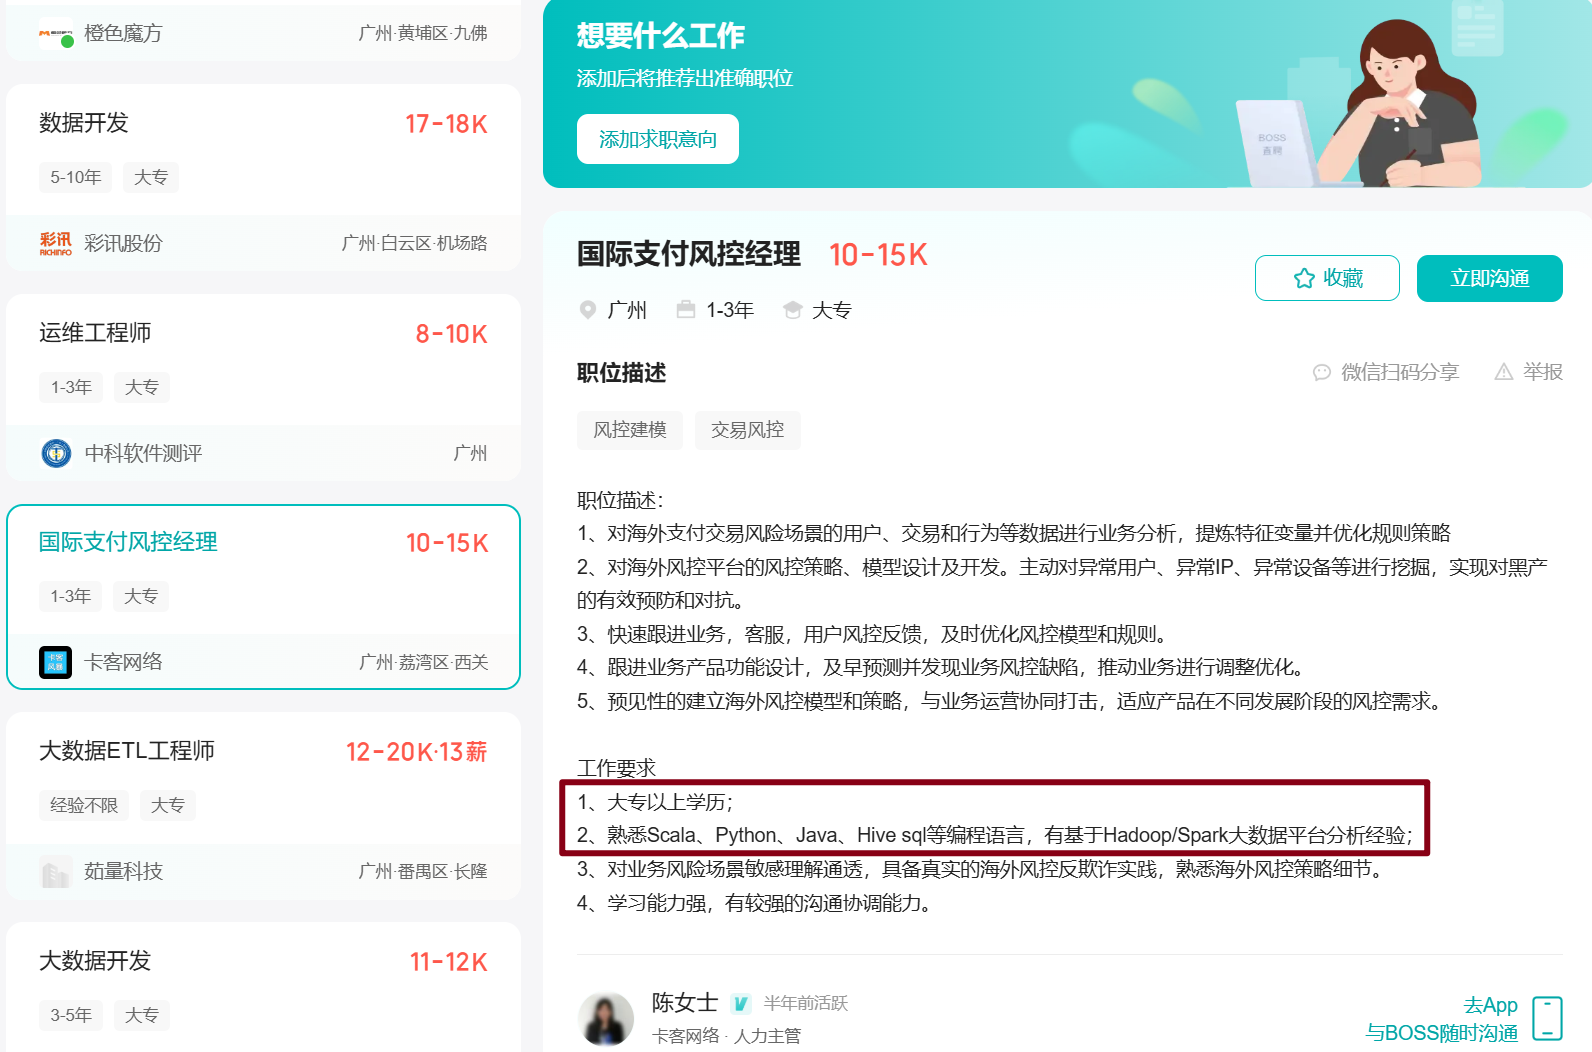 橙色魔方
广州·黄埔区·九佛
数据开发
17-18K
5-10年
大专
彩讯
RICHINFO
彩讯股份
广州·白云区·机场路
运维工程师
8-10K
1-3年
大专
中科软件测评
广州
国际支付风控经理
10-15K
1-3年
大专
卡客
风暴
卡客网络
广州·荔湾区·西关
大数据ETL工程师
12-20K·13薪
经验不限
大专
茹量科技
广州·番禺区·长隆
大数据开发
11-12K
3-5年
大专
想要什么工作
添加后将推荐出准确职位
添加求职意向
BOSS
直聘
国际支付风控经理 10-15K
广州 1-3年 大专
收藏
立即沟通
职位描述
微信扫码分享
举报
风控建模
交易风控
职位描述：
1、对海外支付交易风险场景的用户、交易和行为等数据进行业务分析，提炼特征变量并优化规则策略
2、对海外风控平台的风控策略、模型设计及开发。主动对异常用户、异常IP、异常设备等进行挖掘，实现对黑产
的有效预防和对抗。
3、快速跟进业务，客服，用户风控反馈，及时优化风控模型和规则。
4、跟进业务产品功能设计，及早预测并发现业务风控缺陷，推动业务进行调整优化。
5、预见性的建立海外风控模型和策略，与业务运营协同打击，适应产品在不同发展阶段的风控需求。
工作要求
1、大专以上学历；
2、熟悉Scala、Python、Java、Hive sql等编程语言，有基于Hadoop/Spark大数据平台分析经验；
3、对业务风险场景敏感理解通透，具备真实的海外风控反欺诈实践，熟悉海外风控策略细节。
4、学习能力强，有较强的沟通协调能力。
陈女士
半年前活跃
卡客网络 · 人力主管
去App
与BOSS随时沟通